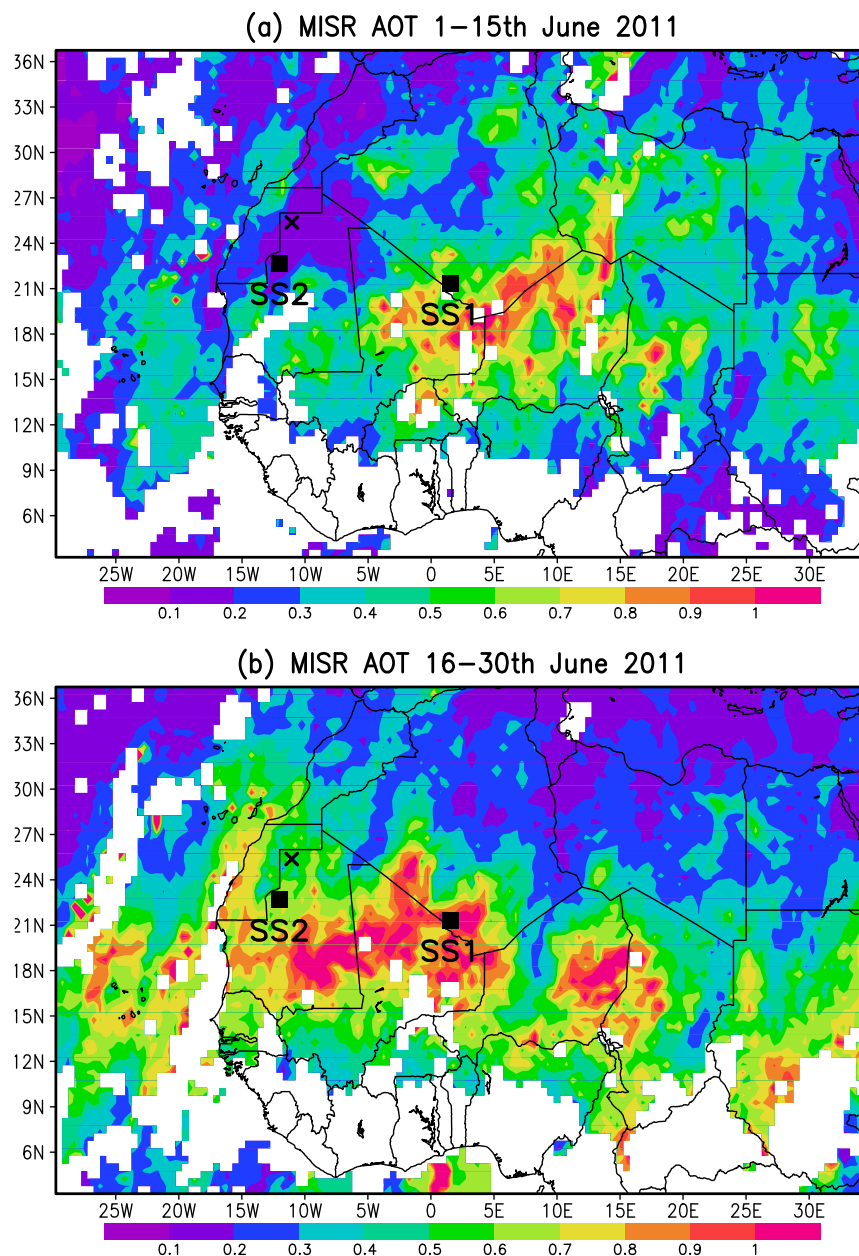 (a) MISR AOT 1–15th June 2011
36N
33N
30N
27N
24N
21N
18N
15N
12N
9N
6N
SS2
SS1
25W 20W 15W 10W 5W 0 5E 10E 15E 20E 25E 30E
0.1 0.2 0.3 0.4 0.5 0.6 0.7 0.8 0.9 1
(b) MISR AOT 16–30th June 2011
36N
33N
30N
27N
24N
21N
18N
15N
12N
9N
6N
SS2
SS1
25W 20W 15W 10W 5W 0 5E 10E 15E 20E 25E 30E
0.1 0.2 0.3 0.4 0.5 0.6 0.7 0.8 0.9 1